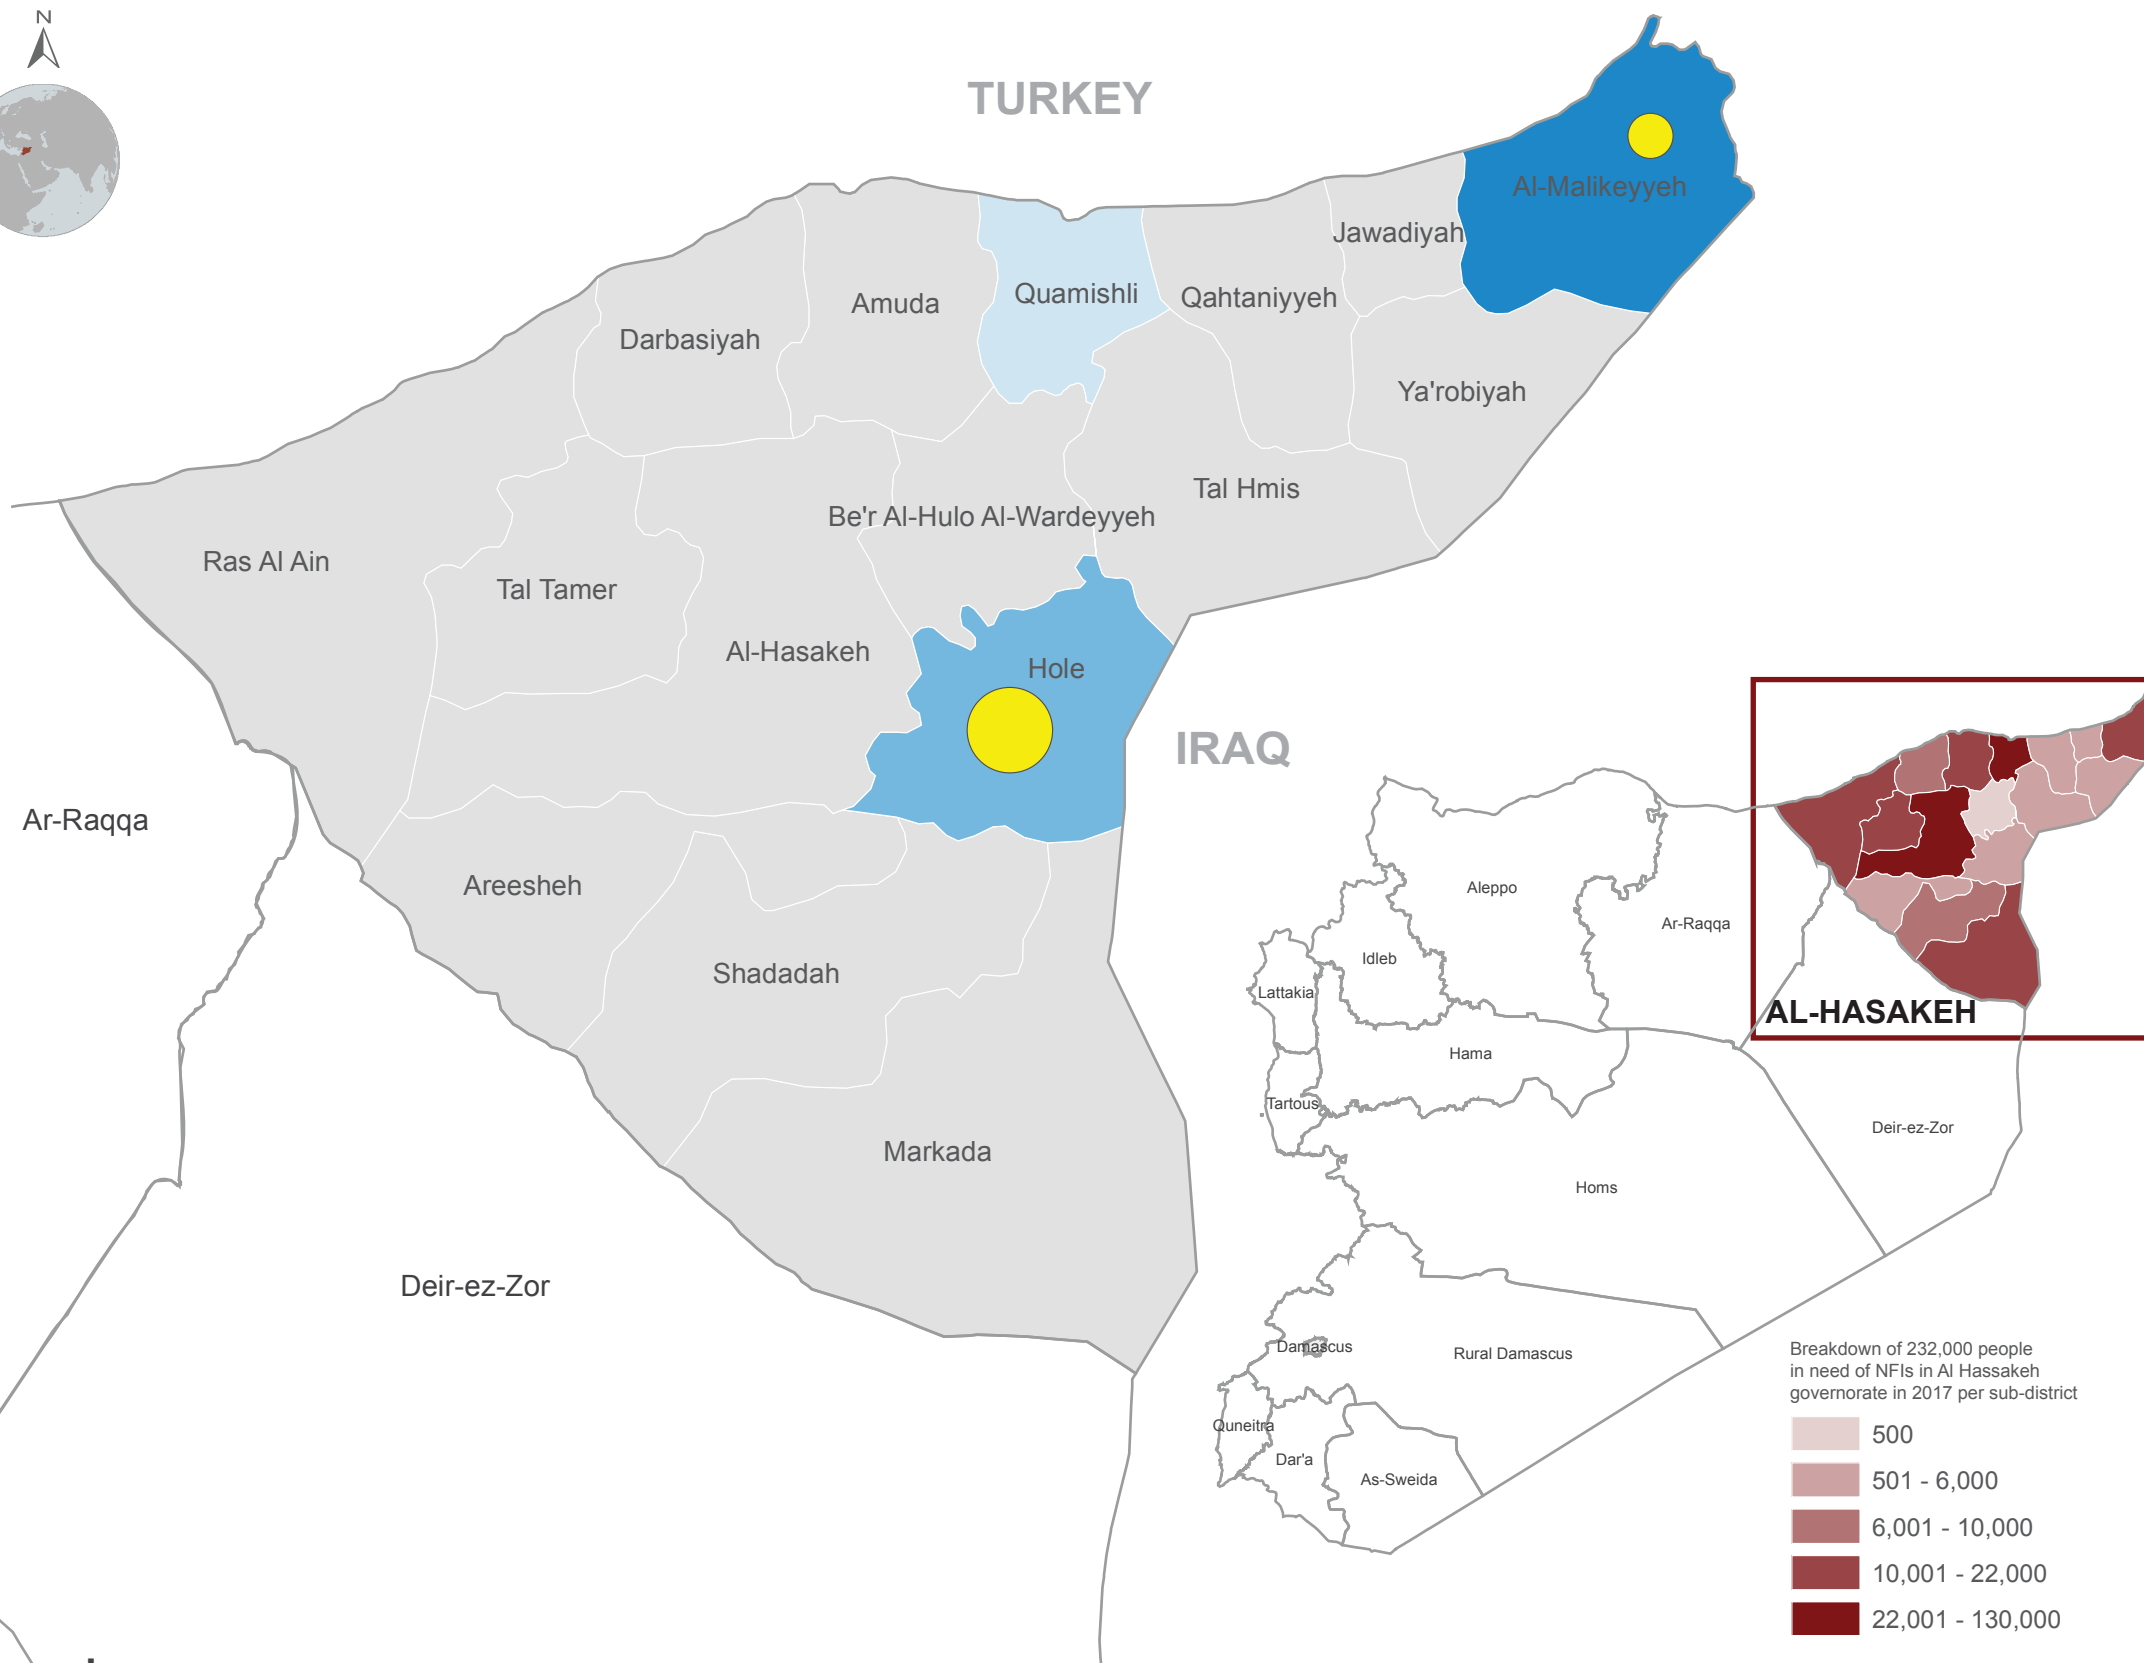 N
TURKEY
Al-Malikeyyeh
Jawadiyah
Quamishli
Qahtaniyyeh
Amuda
Darbasiyah
Ya'robiyah
Tal Hmis
Be'r Al-Hulo Al-Wardeyyeh
Ras Al Ain
Tal Tamer
Al-Hasakeh
Hole
IRAQ
Ar-Raqqa
Areesheh
Shadadah
Markada
Deir-ez-Zor
Aleppo
Ar-Raqqa
Idleb
Lattakia
AL-HASAKEH
Hama
Tartous
Deir-ez-Zor
Homs
Damascus
Rural Damascus
Quneitra
Dar'a
As-Sweida
Breakdown of 232,000 people
in need of NFIs in Al Hassakeh
governorate in 2017 per sub-district
500
501 - 6,000
6,001 - 10,000
10,001 - 22,000
22,001 - 130,000